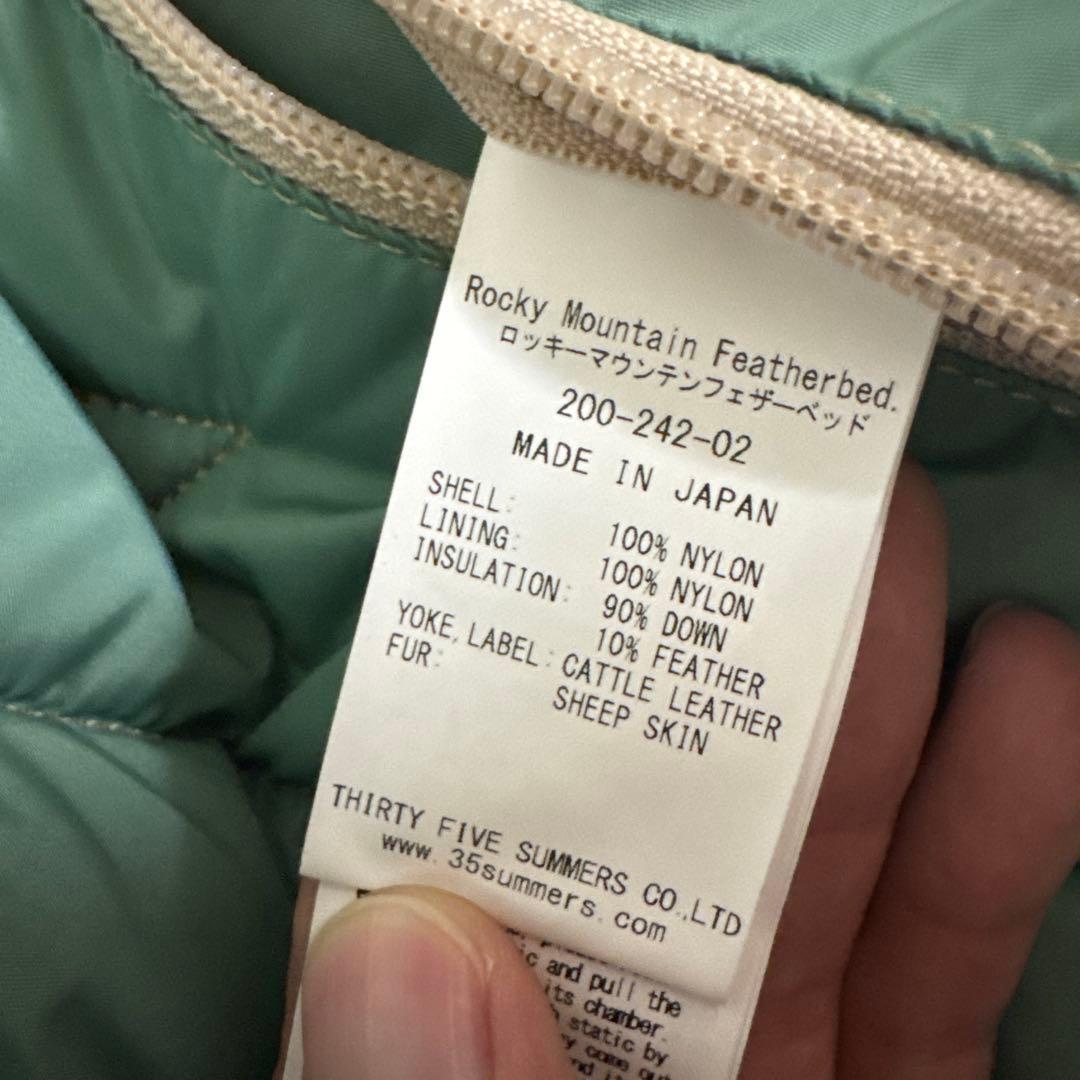 Rocky Mountain Featherbed.
ロッキーマウンテンフェザーベッド
200-242-02
MADE IN JAPAN
SHELL: 100% NYLON
LINING: 100% NYLON
INSULATION: 90% DOWN
10% FEATHER
YOKE, LABEL: CATTLE LEATHER
FUR: SHEEP SKIN
THIRTY FIVE SUMMERS CO.,LTD
www.35summers.com
and pull the
its chamber.
static by
come out